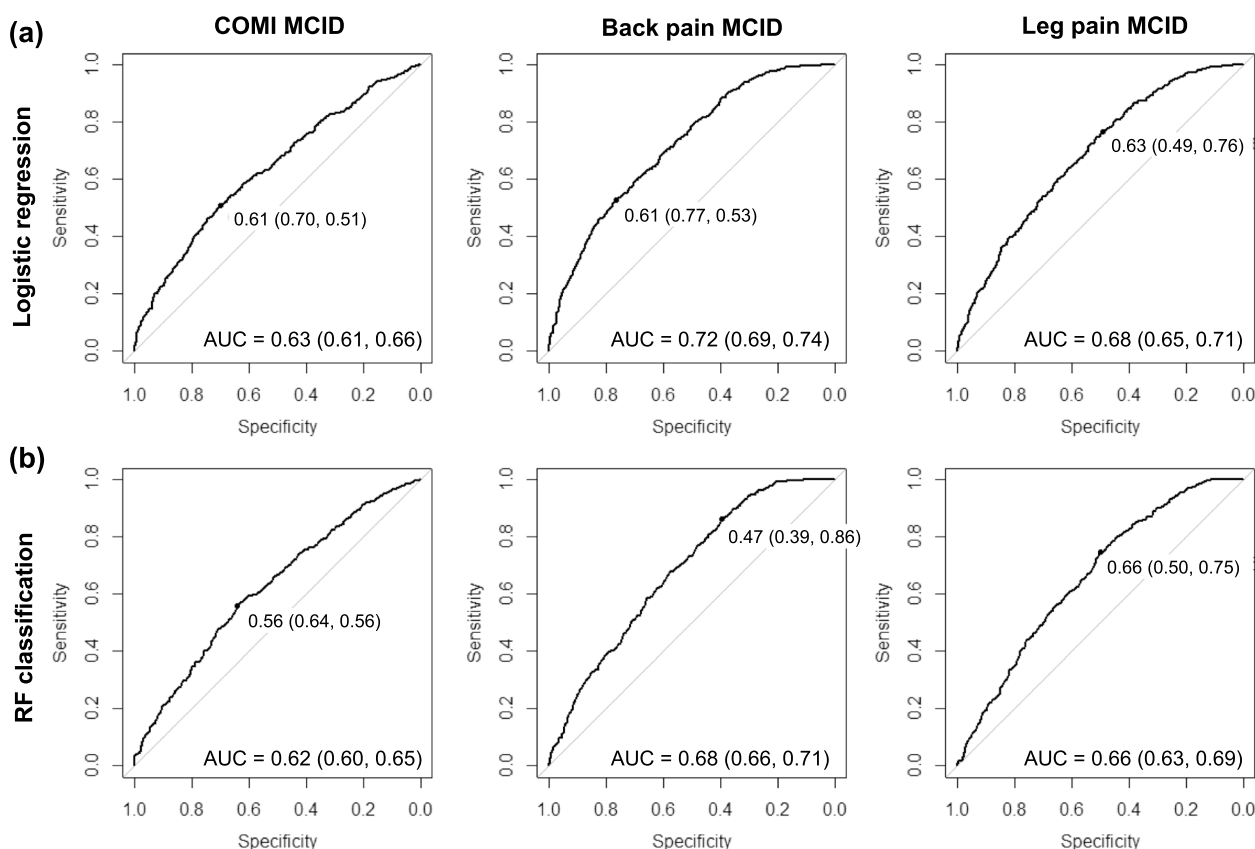 (a)
COMI MCID
Back pain MCID
Leg pain MCID
Logistic regression
Sensitivity
0.0 0.2 0.4 0.6 0.8 1.0
0.61 (0.70, 0.51)
AUC = 0.63 (0.61, 0.66)
1.0 0.8 0.6 0.4 0.2 0.0
Specificity
Sensitivity
0.0 0.2 0.4 0.6 0.8 1.0
0.61 (0.77, 0.53)
AUC = 0.72 (0.69, 0.74)
1.0 0.8 0.6 0.4 0.2 0.0
Specificity
Sensitivity
0.0 0.2 0.4 0.6 0.8 1.0
0.63 (0.49, 0.76)
AUC = 0.68 (0.65, 0.71)
1.0 0.8 0.6 0.4 0.2 0.0
Specificity
(b)
RF classification
Sensitivity
0.0 0.2 0.4 0.6 0.8 1.0
0.56 (0.64, 0.56)
AUC = 0.62 (0.60, 0.65)
1.0 0.8 0.6 0.4 0.2 0.0
Specificity
Sensitivity
0.0 0.2 0.4 0.6 0.8 1.0
0.47 (0.39, 0.86)
AUC = 0.68 (0.66, 0.71)
1.0 0.8 0.6 0.4 0.2 0.0
Specificity
Sensitivity
0.0 0.2 0.4 0.6 0.8 1.0
0.66 (0.50, 0.75)
AUC = 0.66 (0.63, 0.69)
1.0 0.8 0.6 0.4 0.2 0.0
Specificity